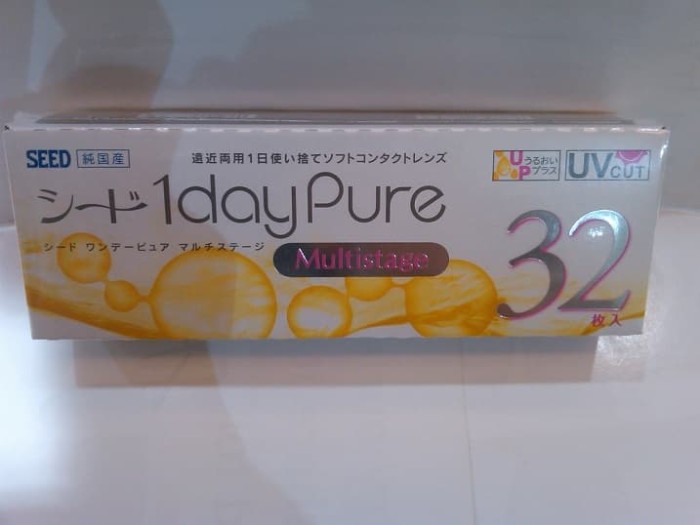 SEED 純国産
遠近両用1日使い捨てソフトコンタクトレンズ
UP うるおいプラス
UV CUT
シード 1dayPure
シード ワンデーピュア マルチステージ
Multistage
32
枚入